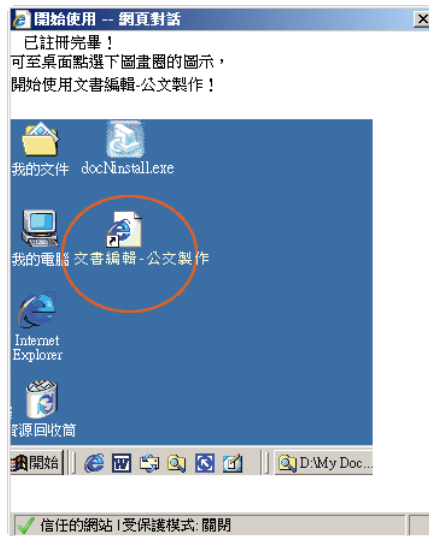 開始使用 -- 網頁對話
已註冊完畢！
可至桌面點選下圖畫圈的圖示，
開始使用文書編輯-公文製作！
我的文件 docNinstall.exe
我的電腦 文書編輯-公文製作
Internet
Explorer
資源回收筒
開始 D:\My Doc...
信任的網站 | 受保護模式: 關閉